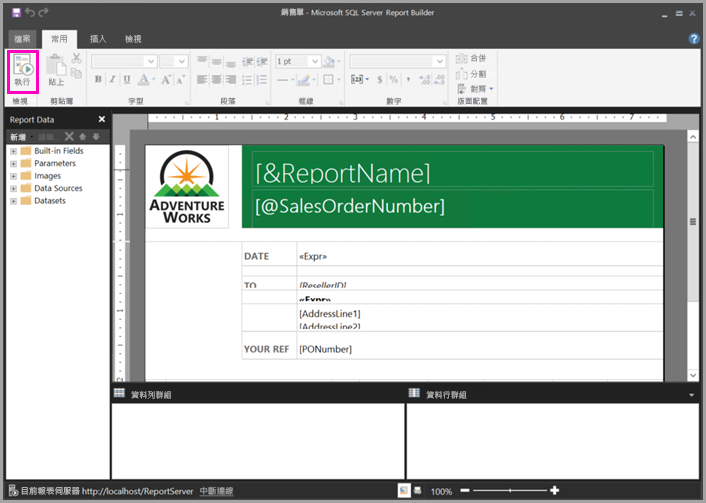 銷售單 - Microsoft SQL Server Report Builder
檔案 常用 插入 檢視
執行
貼上
B I U A A A
1 pt
$ % ,
合併
分割
對齊
檢視 剪貼簿 字型 段落 框線 數字 版面配置
Report Data
新增
Built-in Fields
Parameters
Images
Data Sources
Datasets
1 2 3 4 5 6 7
ADVENTURE
WORKS
[&ReportName]
[@SalesOrderNumber]
DATE «Expr»
TO [ResellerID]
«Expr»
[AddressLine1]
[AddressLine2]
YOUR REF [PONumber]
資料列群組 資料行群組
目前報表伺服器 http://localhost/ReportServer 中斷連線 100%